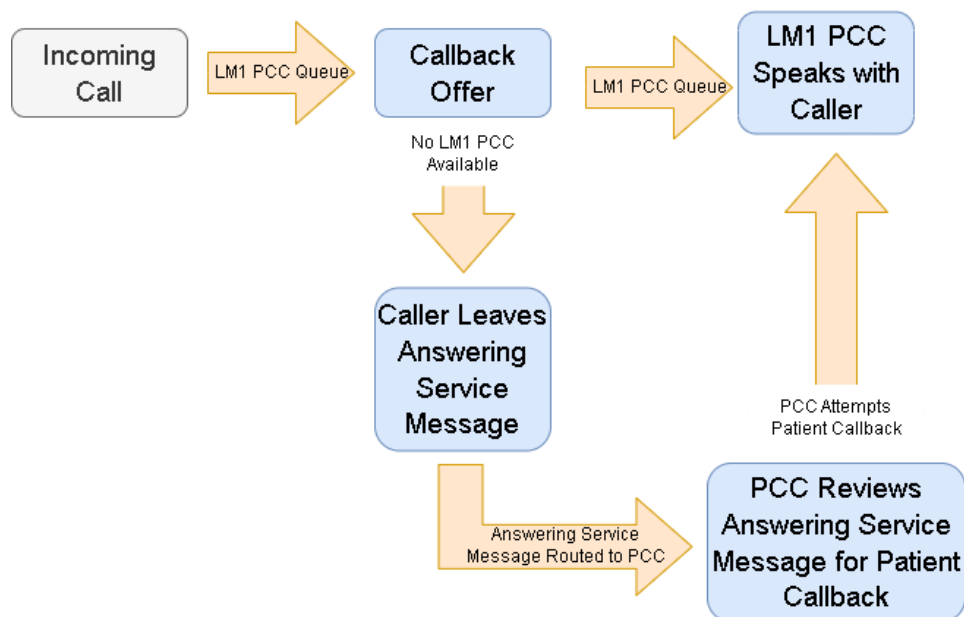 Incoming
Call
LM1 PCC Queue
Callback
Offer
LM1 PCC Queue
LM1 PCC
Speaks with
Caller
No LM1 PCC
Available
Caller Leaves
Answering
Service
Message
Answering Service
Message Routed to PCC
PCC Reviews
Answering Service
Message for Patient
Callback
PCC Attempts
Patient Callback